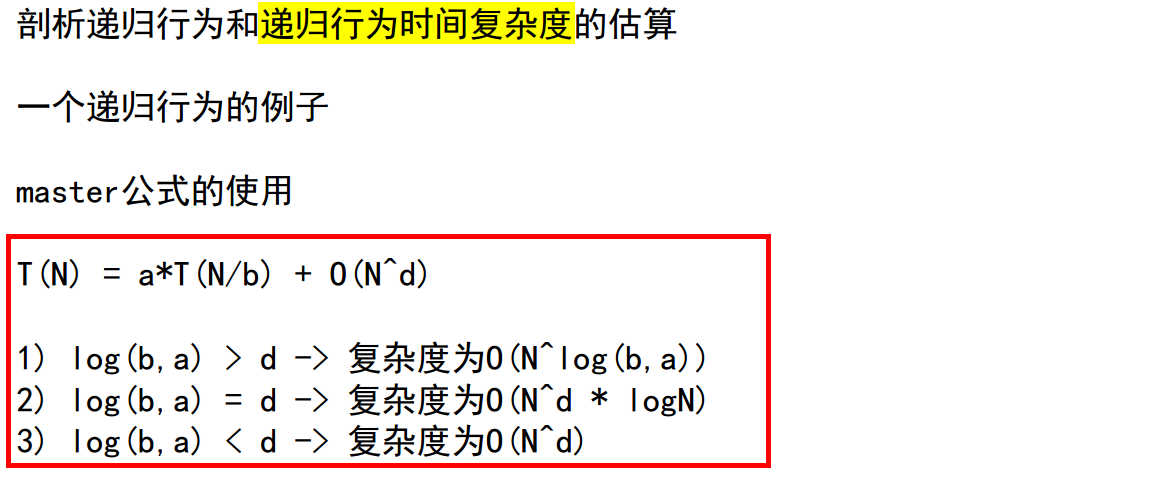 剖析递归行为和递归行为时间复杂度的估算
一个递归行为的例子
master公式的使用
T(N) = a*T(N/b) + O(N^d)
1) log(b,a) > d -> 复杂度为O(N^log(b,a))
2) log(b,a) = d -> 复杂度为O(N^d * logN)
3) log(b,a) < d -> 复杂度为O(N^d)